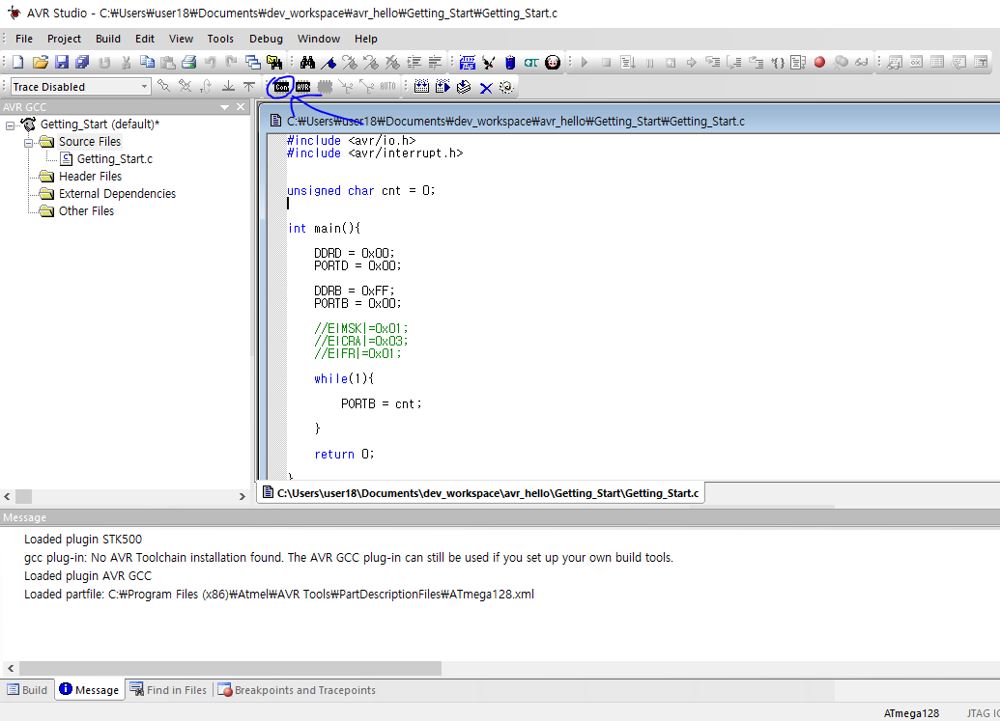 AVR Studio - C:₩Users₩user18₩Documents₩dev_workspace₩avr_hello₩Getting_Start₩Getting_Start.c
File Project Build Edit View Tools Debug Window Help
Trace Disabled
Con AVR AUTO
AVR GCC
C:₩Users₩user18₩Documents₩dev_workspace₩avr_hello₩Getting_Start₩Getting_Start.c
Getting_Start (default)*
Source Files
Getting_Start.c
Header Files
External Dependencies
Other Files
#include <avr/io.h>
#include <avr/interrupt.h>
unsigned char cnt = 0;
int main(){
DDRD = 0x00;
PORTD = 0x00;
DDRB = 0xFF;
PORTB = 0x00;
//EIMSK|=0x01;
//EICRA|=0x03;
//EIFR|=0x01;
while(1){
PORTB = cnt;
}
return 0;
}
C:\Users\user18\Documents\dev_workspace\avr_hello\Getting_Start\Getting_Start.c
Message
Loaded plugin STK500
gcc plug-in: No AVR Toolchain installation found. The AVR GCC plug-in can still be used if you set up your own build tools.
Loaded plugin AVR GCC
Loaded partfile: C:₩Program Files (x86)₩Atmel₩AVR Tools₩PartDescriptionFiles₩ATmega128.xml
Build Message Find in Files Breakpoints and Tracepoints
ATmega128 JTAG